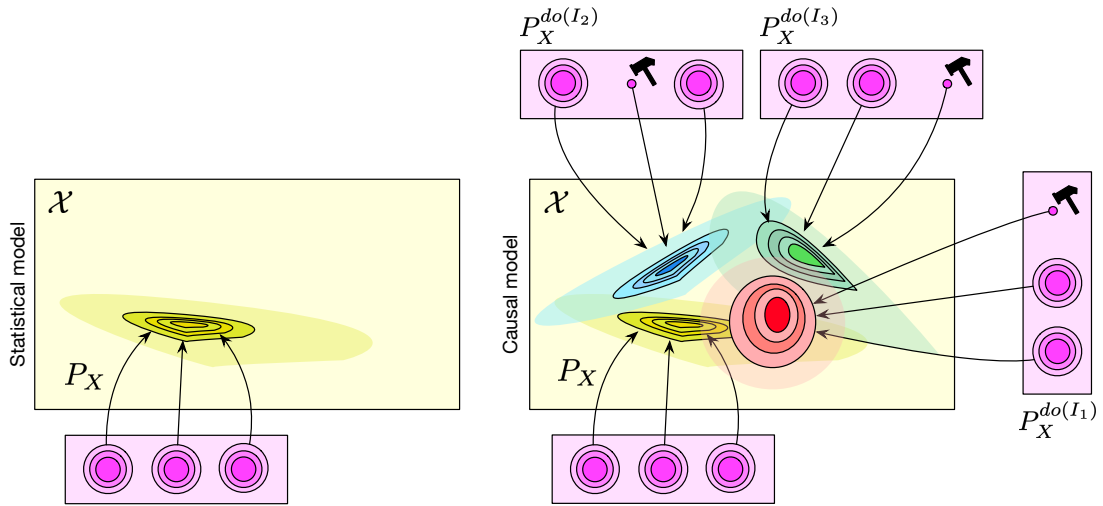 Statistical model
𝒳
P_X
Causal model
𝒳
P_X
P_X^{do(I_2)}
P_X^{do(I_3)}
P_X^{do(I_1)}